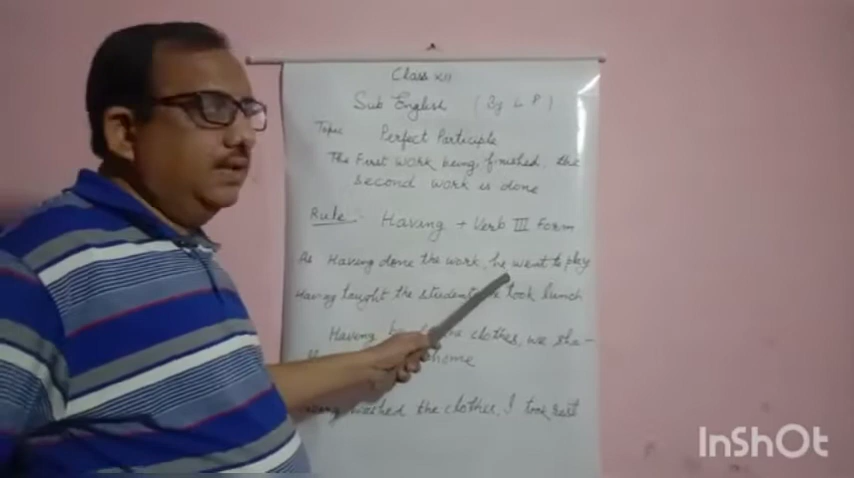 Class XII
Sub English (By L P)
Topic Perfect Participle
The First work being, finished, the
second work is done
Rule - Having + Verb III Form
As Having done the work, he went to play
Having taught the students took lunch
Having clothes, we sha-
home
washed the clothes, I took rest
InShOt